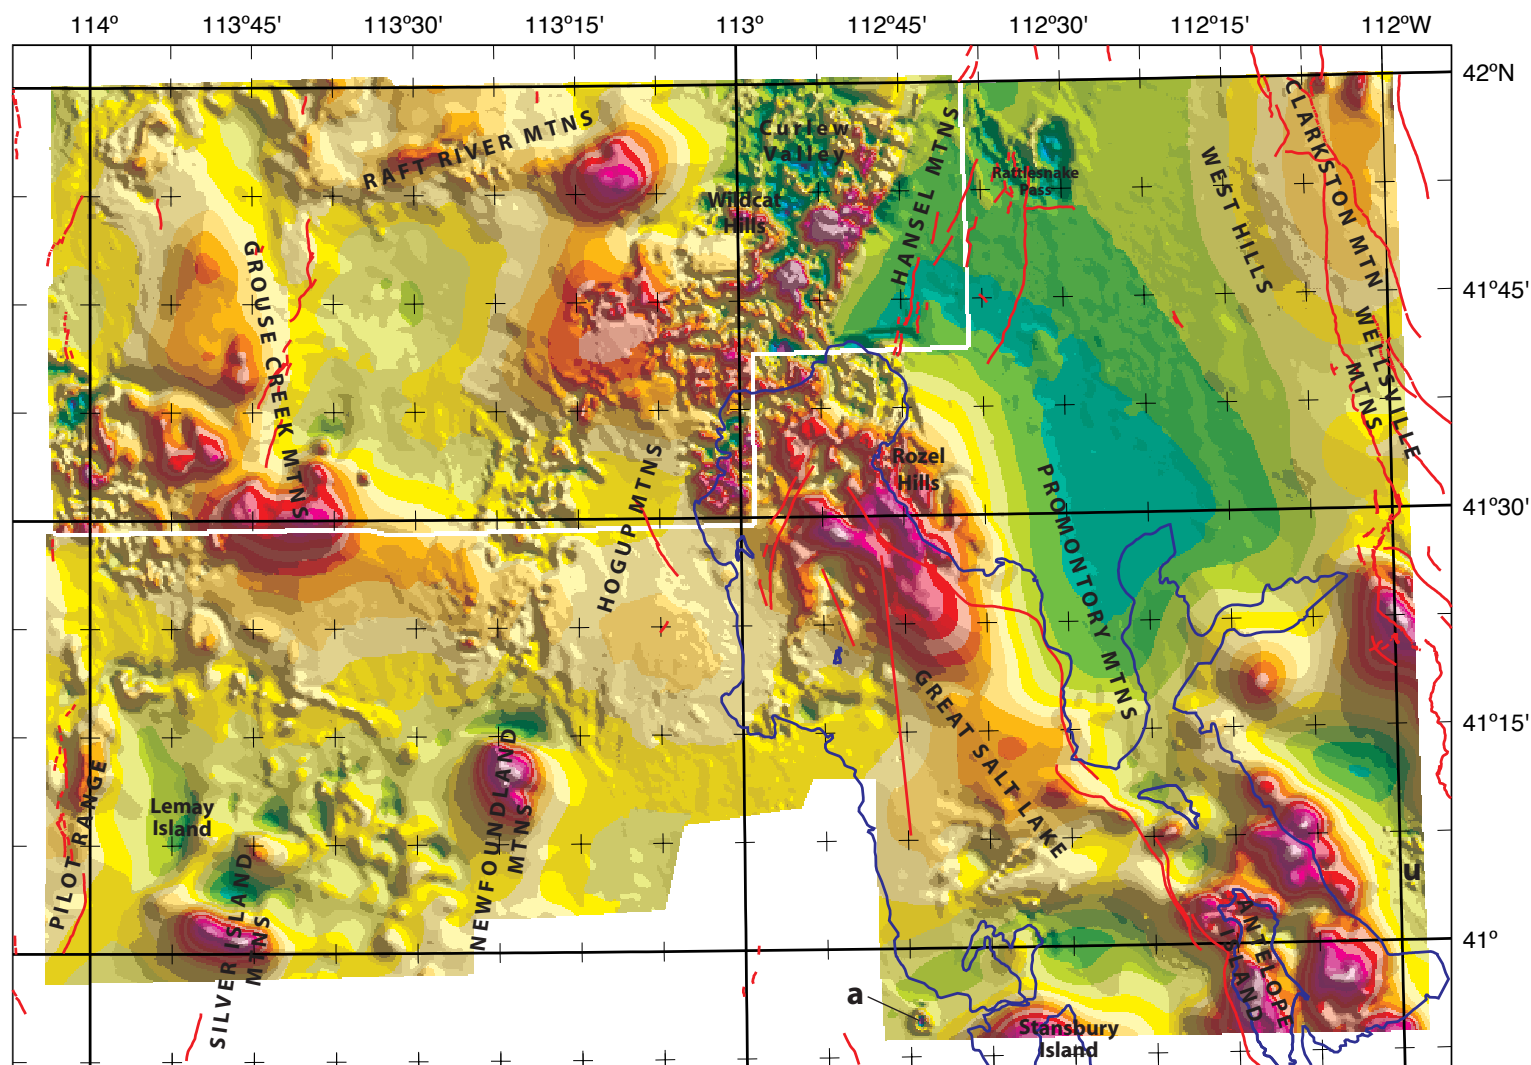 114º 113º45' 113º30' 113º15' 113º 112º45' 112º30' 112º15' 112ºW
42ºN
41º45'
41º30'
41º15'
41º
RAFT RIVER MTNS
Curlew
Valley
Wildcat
Hills
HANSEL MTNS
Rattlesnake
Pass
WEST HILLS
CLARKSTON MTN
WELLSVILLE
MTNS
GROUSE CREEK MTNS
HOGUP MTNS
Rozel
Hills
PROMONTORY MTNS
GREAT SALT LAKE
PILOT RANGE
Lemay
Island
SILVER ISLAND
MTNS
NEWFOUNDLAND
MTNS
ANTELOPE
ISLAND
u
a
Stansbury
Island